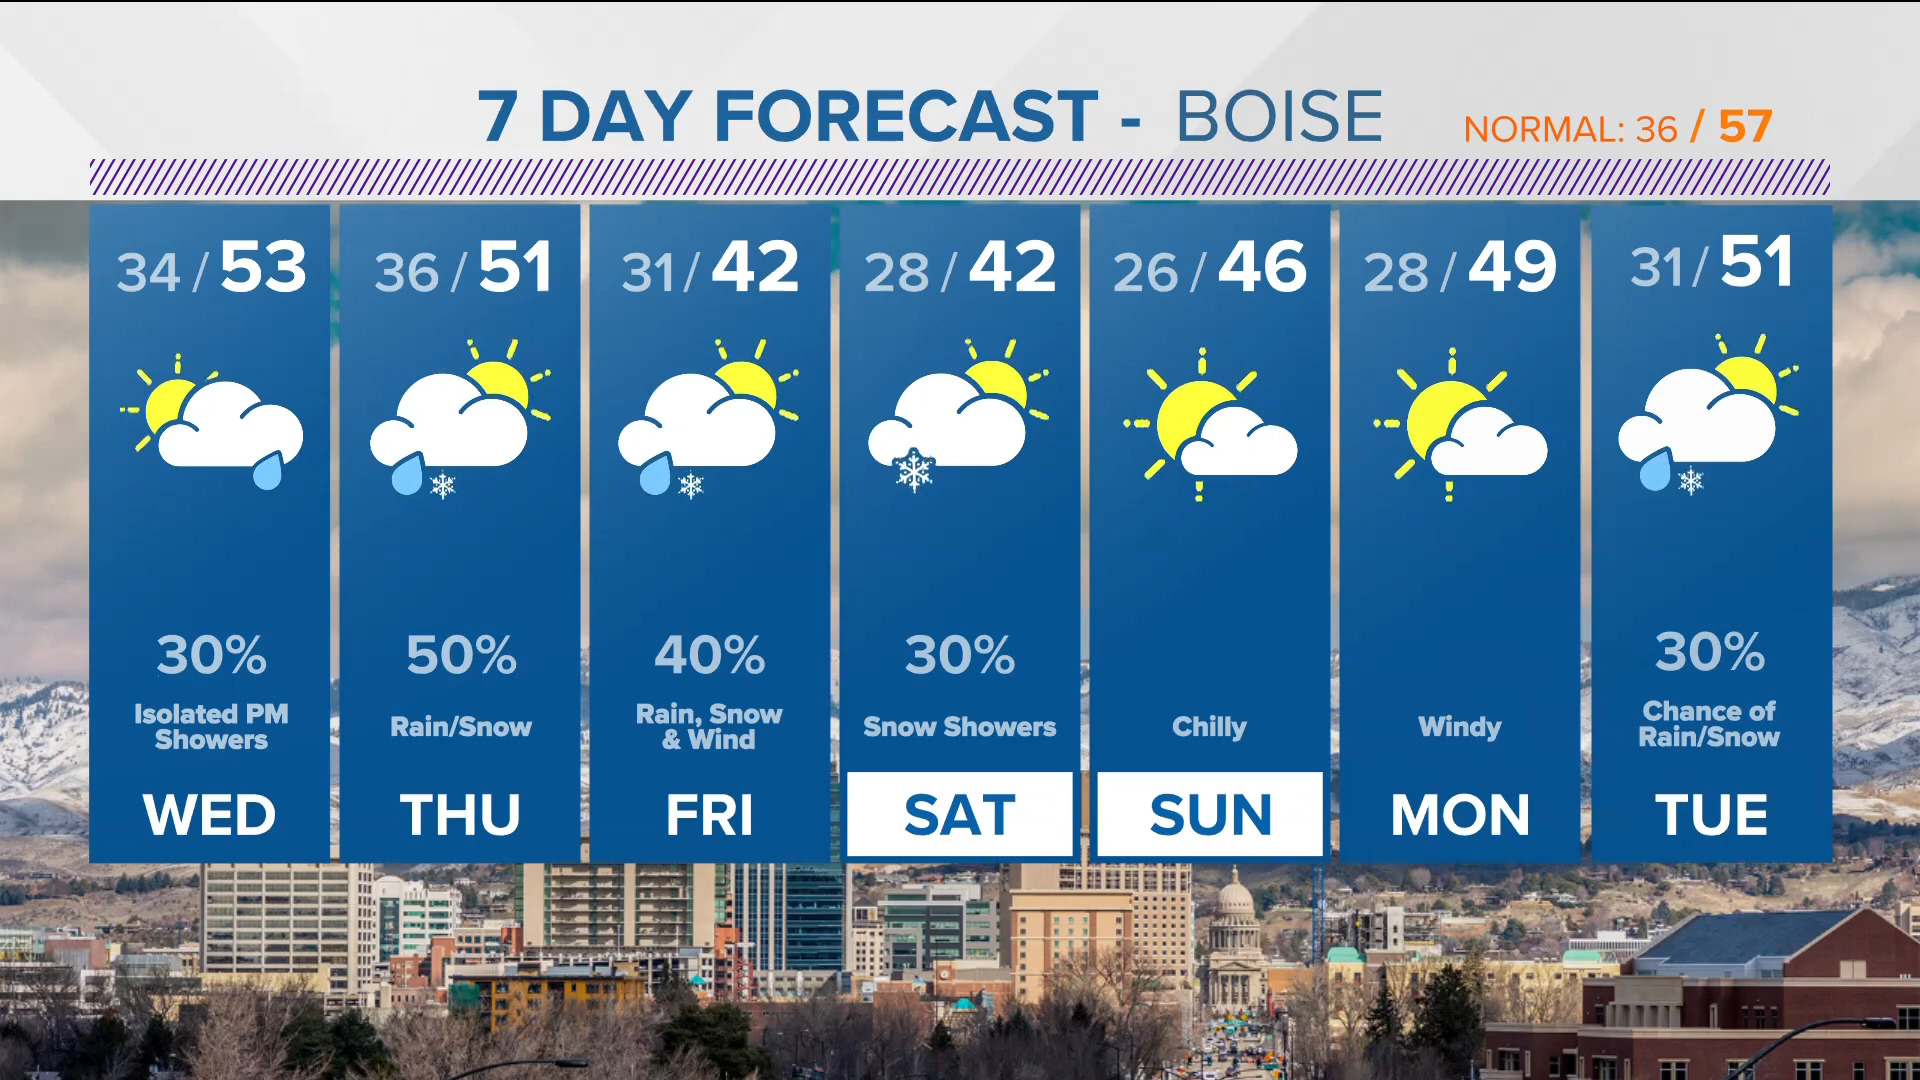 7 DAY FORECAST - BOISE
NORMAL: 36 / 57
34 / 53
30%
Isolated PM
Showers
WED
36 / 51
50%
Rain/Snow
THU
31 / 42
40%
Rain, Snow
& Wind
FRI
28 / 42
30%
Snow Showers
SAT
26 / 46
Chilly
SUN
28 / 49
Windy
MON
31 / 51
30%
Chance of
Rain/Snow
TUE